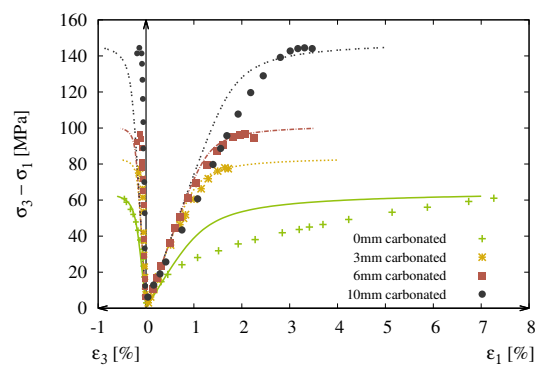 160
140
120
100
80
60
40
20
0
σ₃ − σ₁ [MPa]
0mm carbonated
3mm carbonated
6mm carbonated
10mm carbonated
-1 0 1 2 3 4 5 6 7 8
ε₃ [%] ε₁ [%]